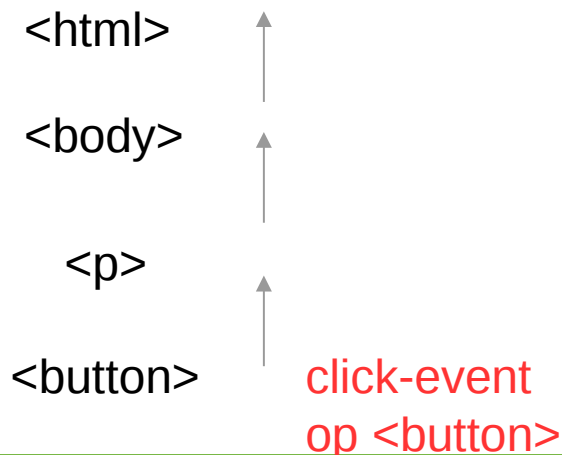 <html>
<body>
<p>
<button>
click-event
op <button>